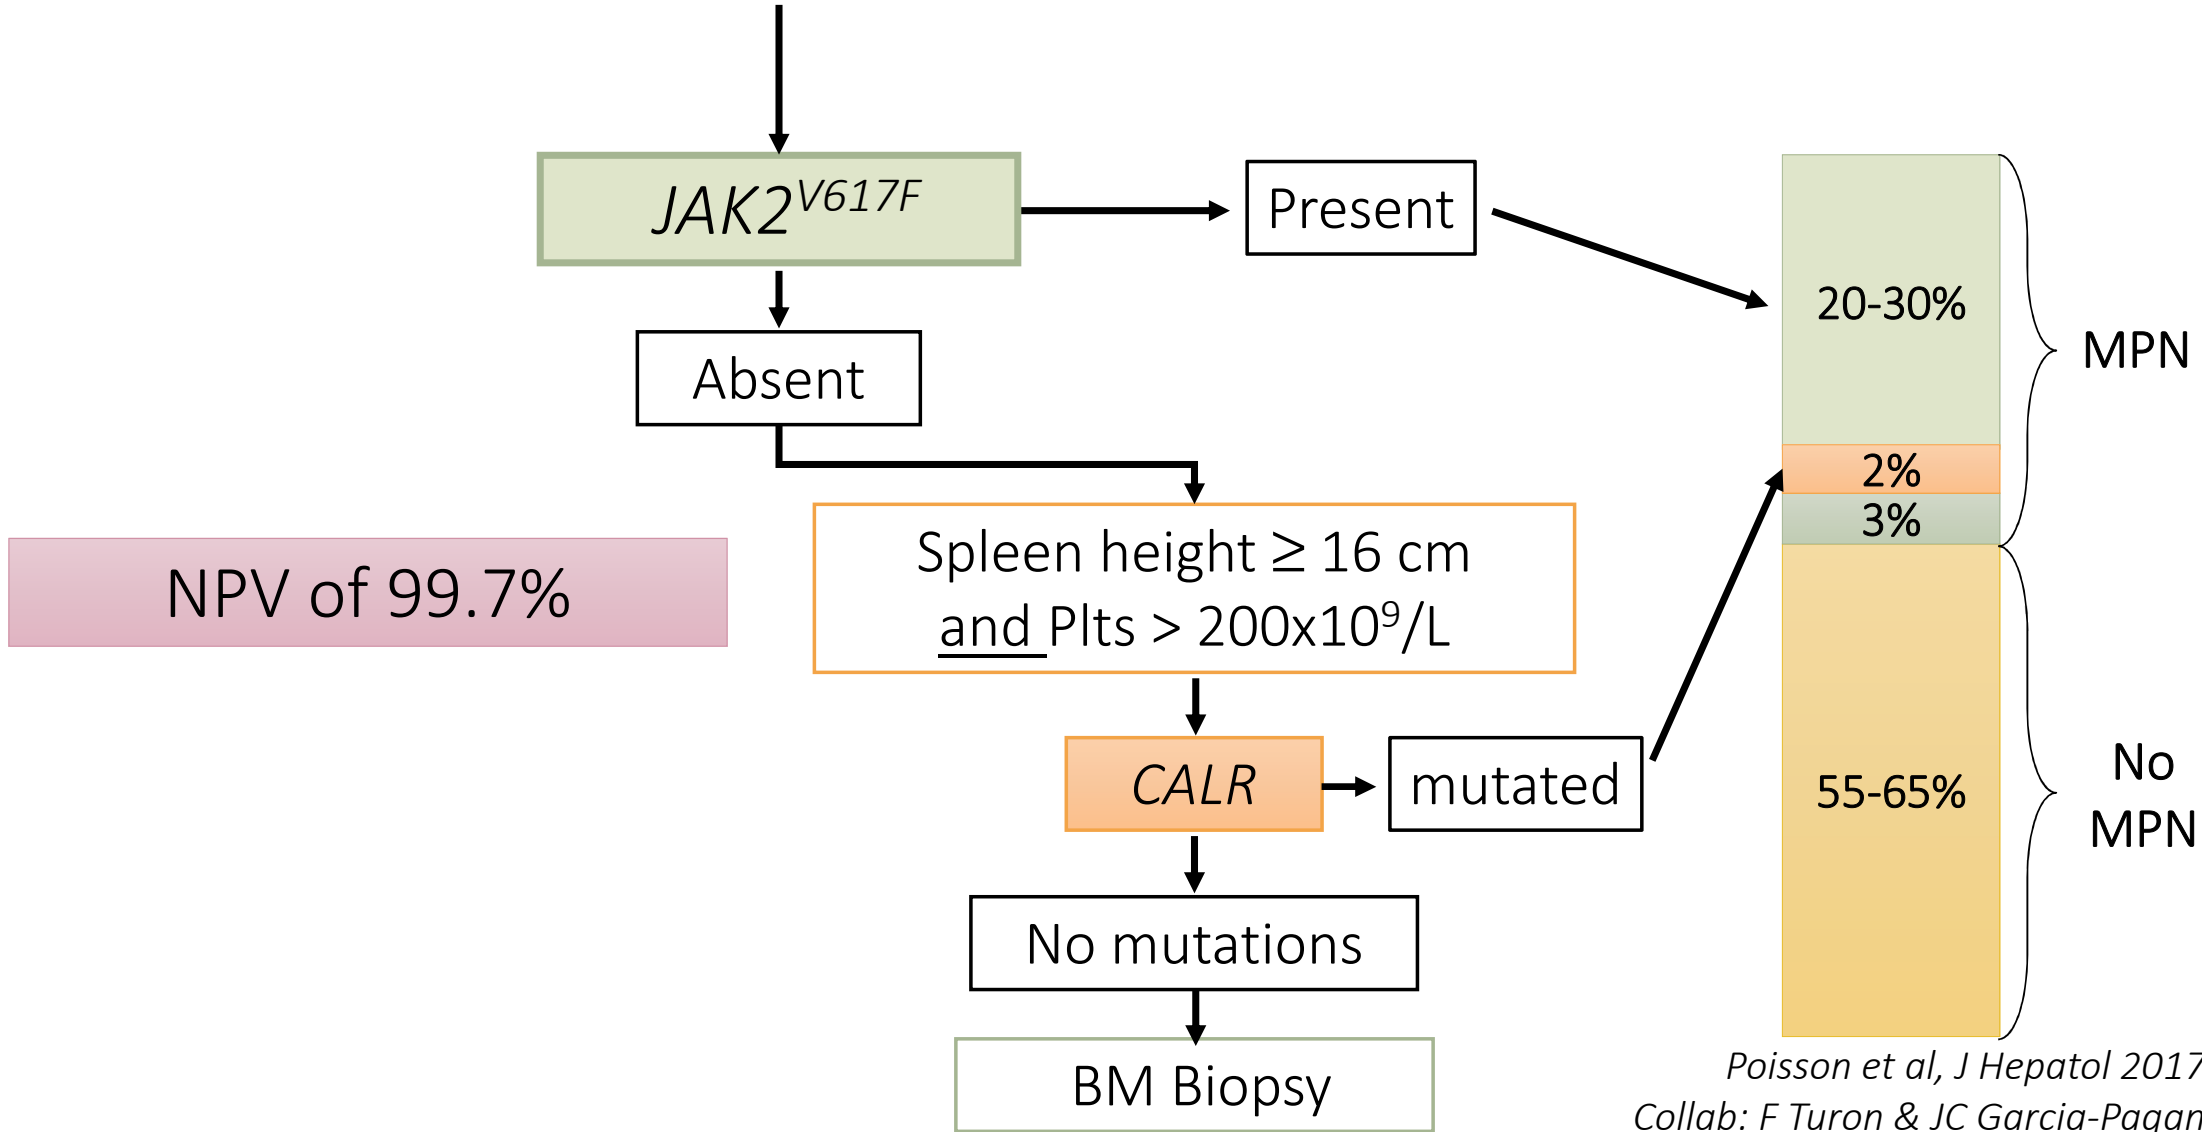 JAK2^V617F
Present
Absent
20-30%
MPN
2%
3%
Spleen height ≥ 16 cm
and Plts > 200x10⁹/L
NPV of 99.7%
CALR
mutated
55-65%
No
MPN
No mutations
BM Biopsy
Poisson et al, J Hepatol 2017
Collab: F Turon & JC Garcia-Pagan